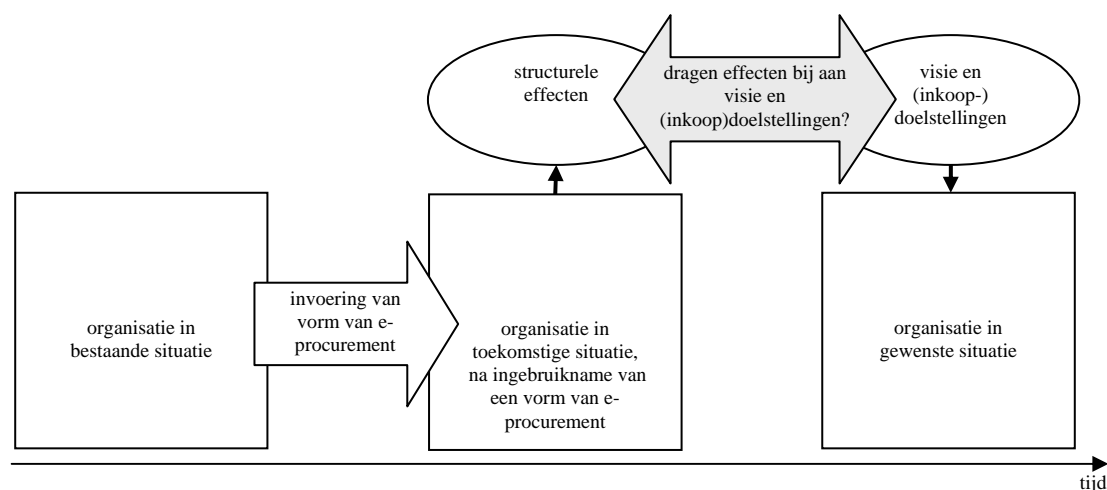 structurele
effecten
dragen effecten bij aan
visie en
(inkoop)doelstellingen?
visie en
(inkoop-)
doelstellingen
organisatie in
bestaande situatie
invoering van
vorm van e-
procurement
organisatie in
toekomstige situatie,
na ingebruikname van
een vorm van e-
procurement
organisatie in
gewenste situatie
tijd